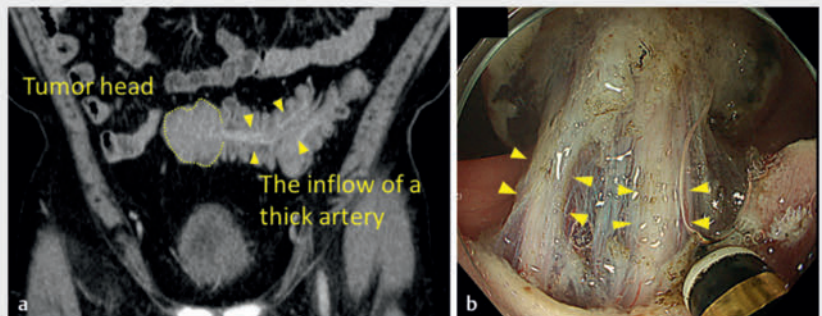 Tumor head
The inflow of a
thick artery
a
b